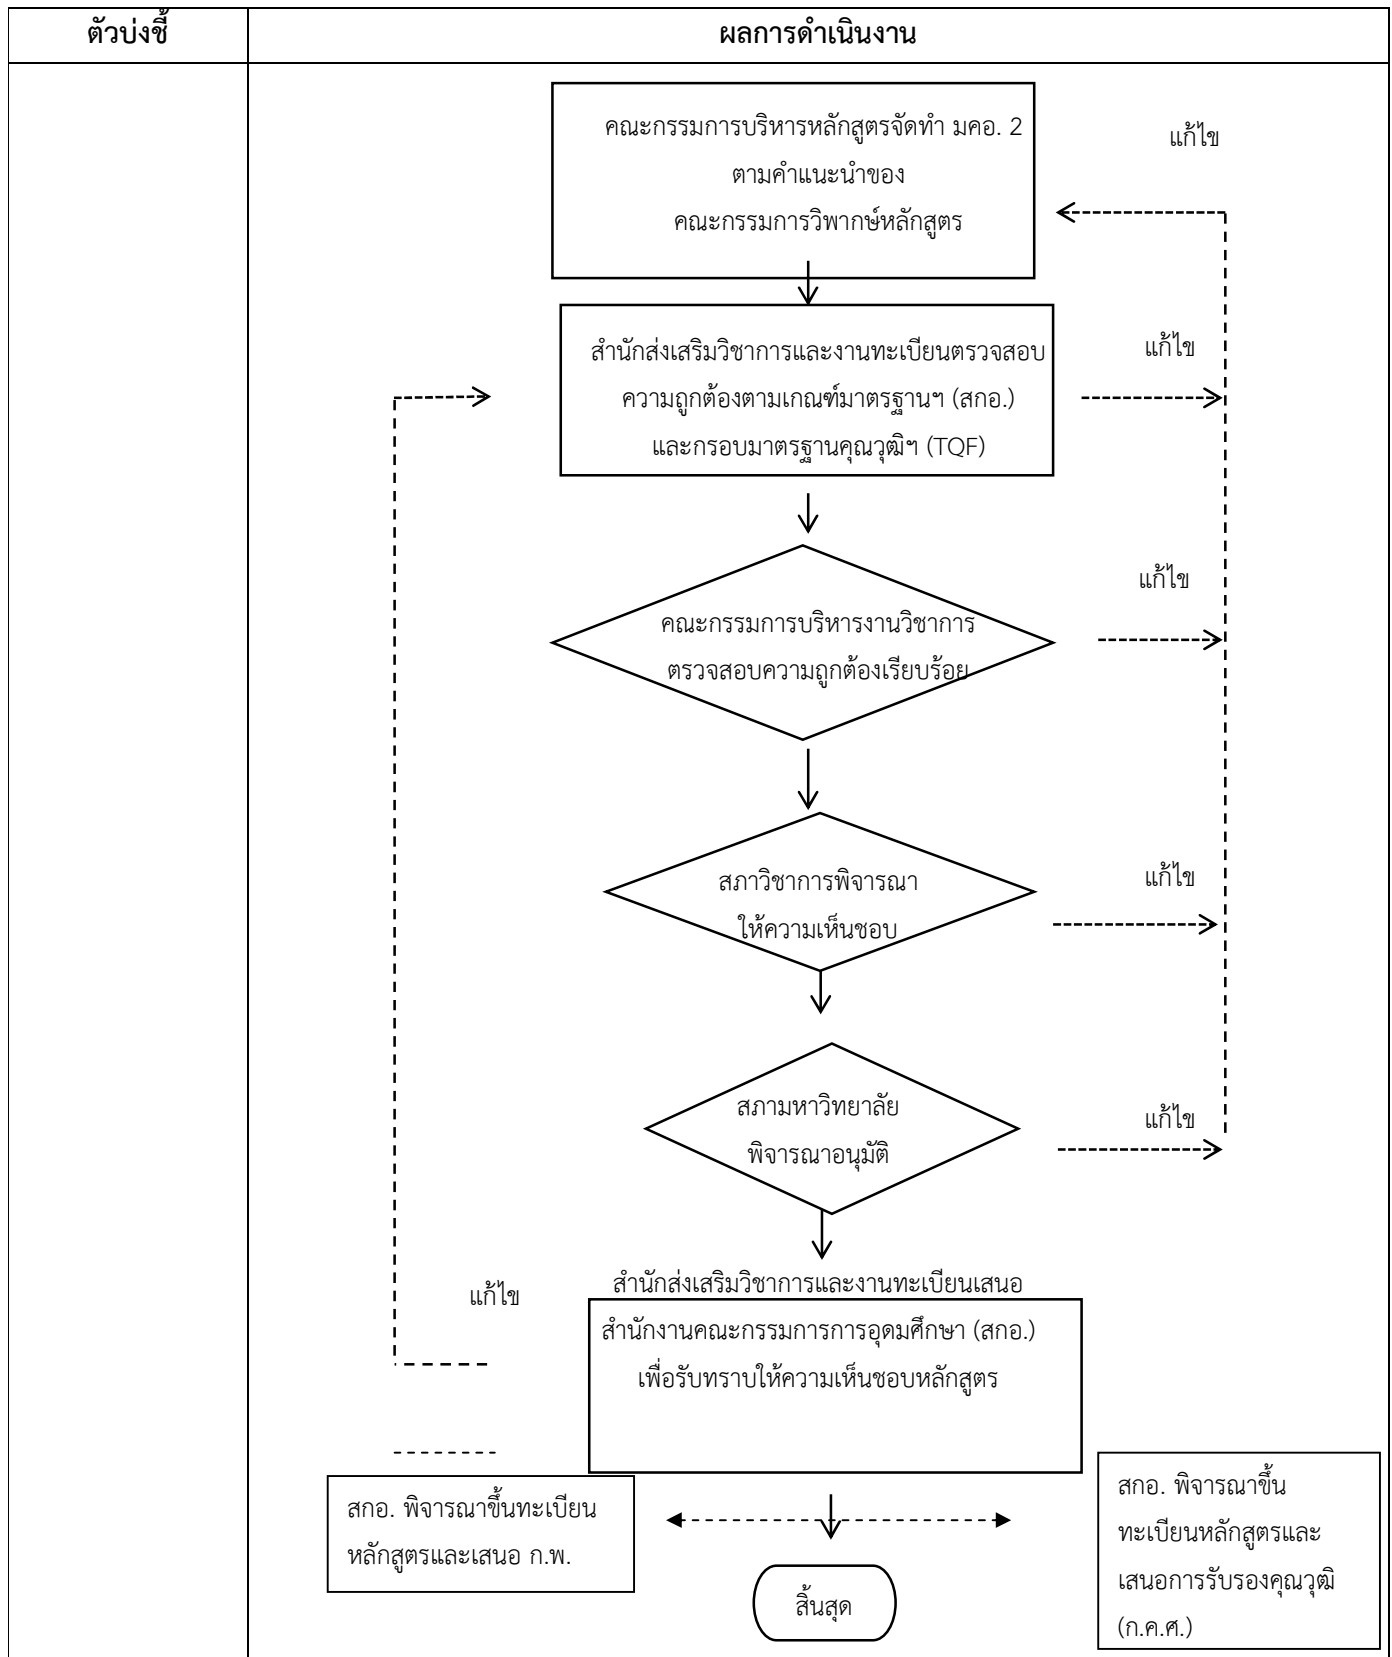 ตัวบ่งชี้
ผลการดำเนินงาน
คณะกรรมการบริหารหลักสูตรจัดทำ มคอ. 2
ตามคำแนะนำของ
คณะกรรมการวิพากษ์หลักสูตร
แก้ไข
สำนักส่งเสริมวิชาการและงานทะเบียนตรวจสอบ
ความถูกต้องตามเกณฑ์มาตรฐานฯ (สกอ.)
และกรอบมาตรฐานคุณวุฒิฯ (TQF)
แก้ไข
คณะกรรมการบริหารงานวิชาการ
ตรวจสอบความถูกต้องเรียบร้อย
แก้ไข
สภาวิชาการพิจารณา
ให้ความเห็นชอบ
แก้ไข
สภามหาวิทยาลัย
พิจารณาอนุมัติ
แก้ไข
สำนักส่งเสริมวิชาการและงานทะเบียนเสนอ
สำนักงานคณะกรรมการการอุดมศึกษา (สกอ.)
เพื่อรับทราบให้ความเห็นชอบหลักสูตร
แก้ไข
สกอ. พิจารณาขึ้นทะเบียน
หลักสูตรและเสนอ ก.พ.
สกอ. พิจารณาขึ้น
ทะเบียนหลักสูตรและ
เสนอการรับรองคุณวุฒิ
(ก.ค.ศ.)
สิ้นสุด